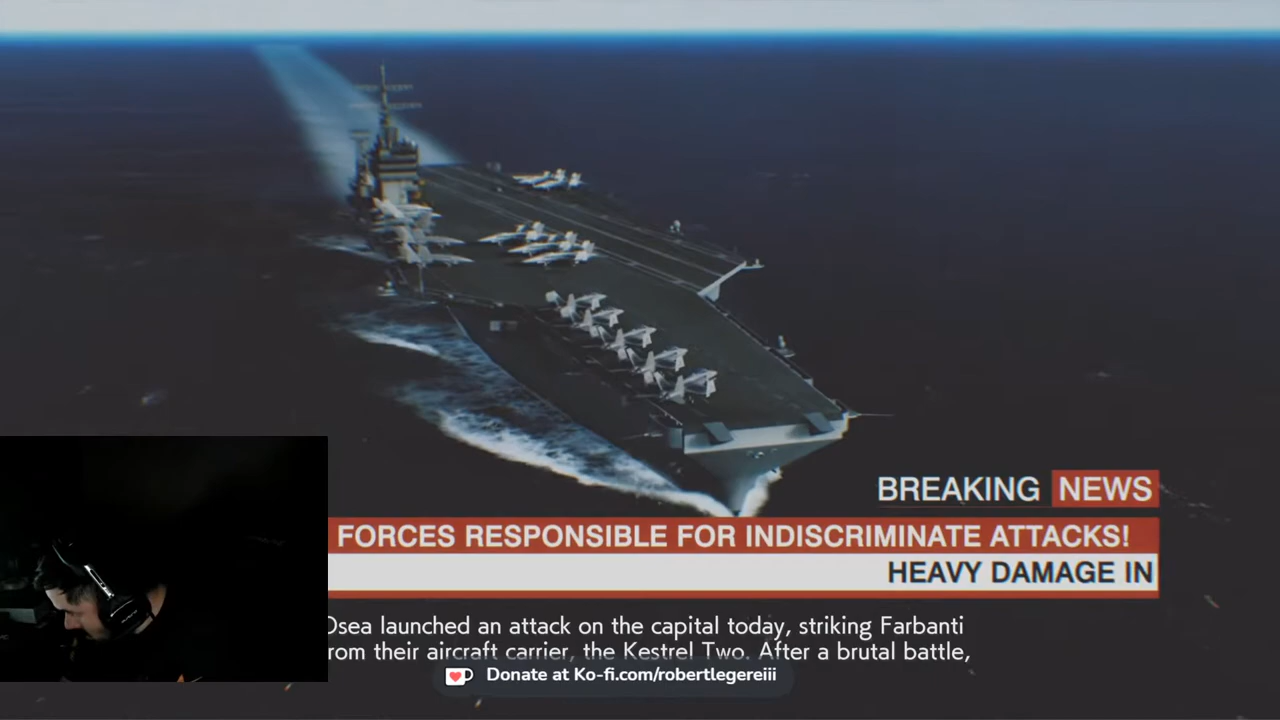 BREAKING NEWS
FORCES RESPONSIBLE FOR INDISCRIMINATE ATTACKS!
HEAVY DAMAGE IN
Osea launched an attack on the capital today, striking Farbanti
from their aircraft carrier, the Kestrel Two. After a brutal battle,
Donate at Ko-fi.com/robertlegereiii